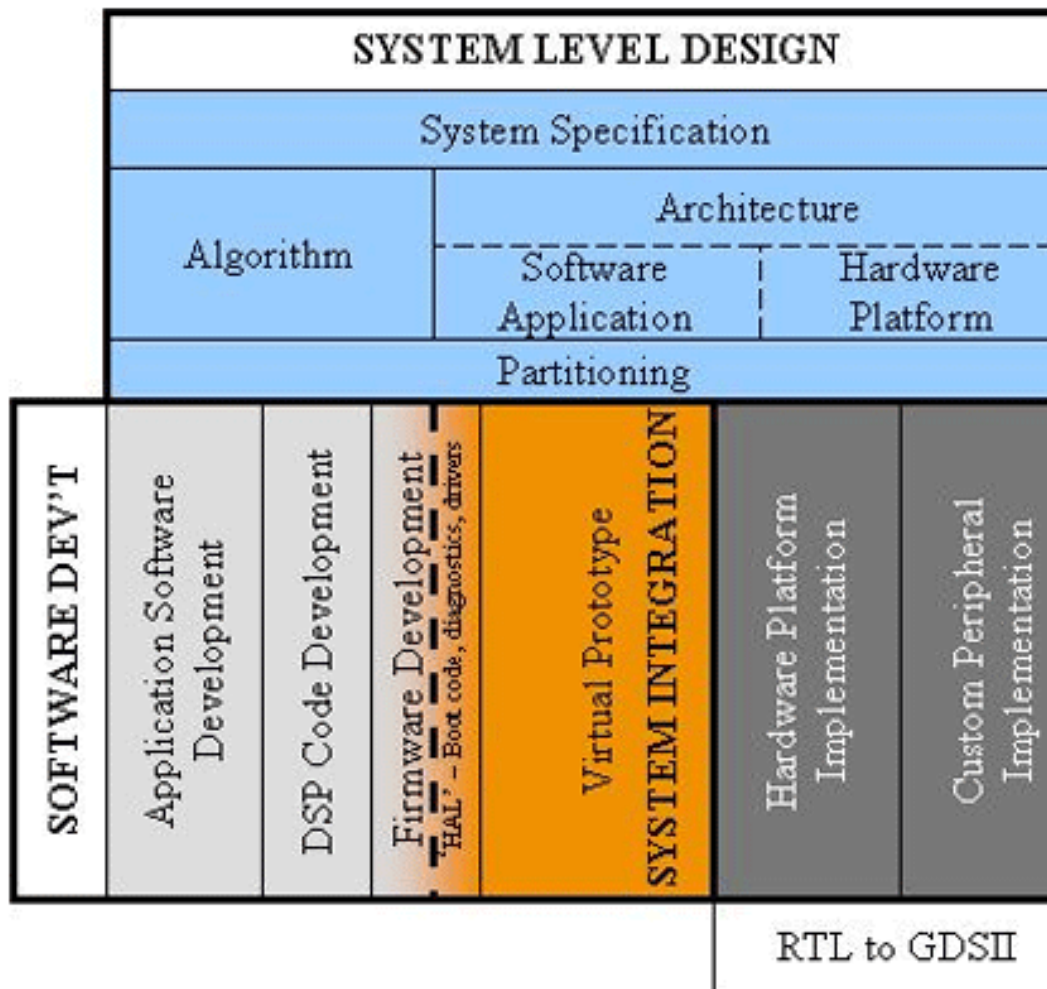 SYSTEM LEVEL DESIGN
System Specification
Algorithm
Architecture
Software
Application
Hardware
Platform
Partitioning
SOFTWARE DEV'T
Application Software
Development
DSP Code Development
Firmware Development
'HAL' – Boot code, diagnostics, drivers
Virtual Prototype
SYSTEM INTEGRATION
Hardware Platform
Implementation
Custom Peripheral
Implementation
RTL to GDSII